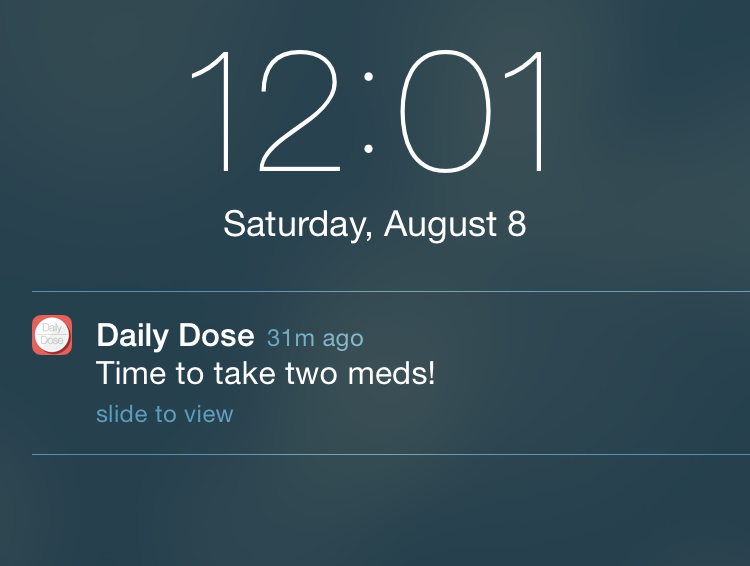 12:01
Saturday, August 8
Daily
Dose
Daily Dose 31m ago
Time to take two meds!
slide to view